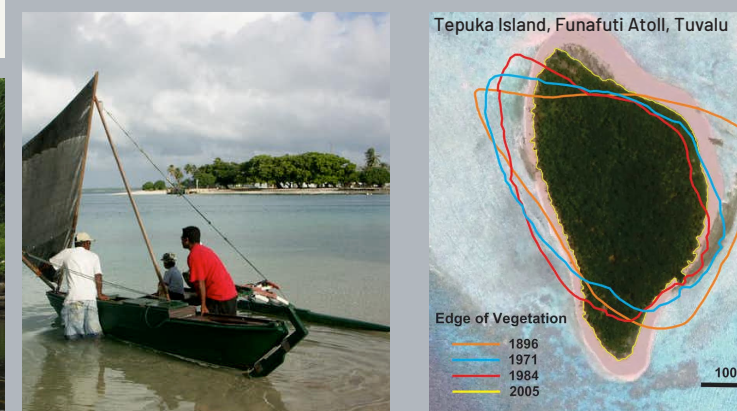 Tepuka Island, Funafuti Atoll, Tuvalu
Edge of Vegetation
1896
1971
1984
2005
100